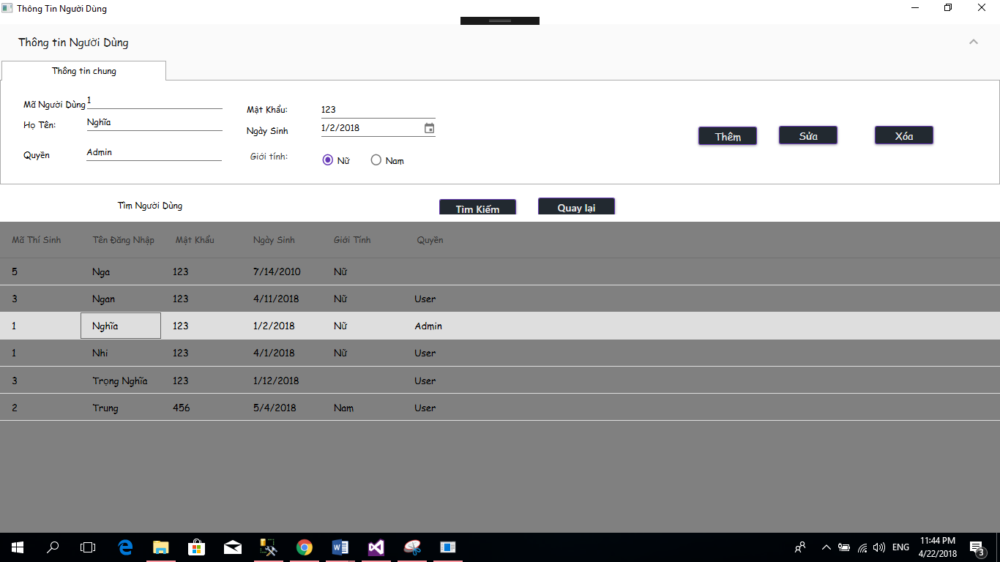 Thông Tin Người Dùng
Thông tin Người Dùng
Thông tin chung
Mã Người Dùng 1
Mật Khẩu: 123
Họ Tên: Nghĩa
Ngày Sinh 1/2/2018
Thêm Sửa Xóa
Quyền Admin
Giới tính: Nữ Nam
Tìm Người Dùng Tìm Kiếm Quay lại
Mã Thí Sinh Tên Đăng Nhập Mật Khẩu Ngày Sinh Giới Tính Quyền
5 Nga 123 7/14/2010 Nữ
3 Ngan 123 4/11/2018 Nữ User
1 Nghĩa 123 1/2/2018 Nữ Admin
1 Nhi 123 4/1/2018 Nữ User
3 Trọng Nghĩa 123 1/12/2018 User
2 Trung 456 5/4/2018 Nam User
ENG 11:44 PM
4/22/2018 3